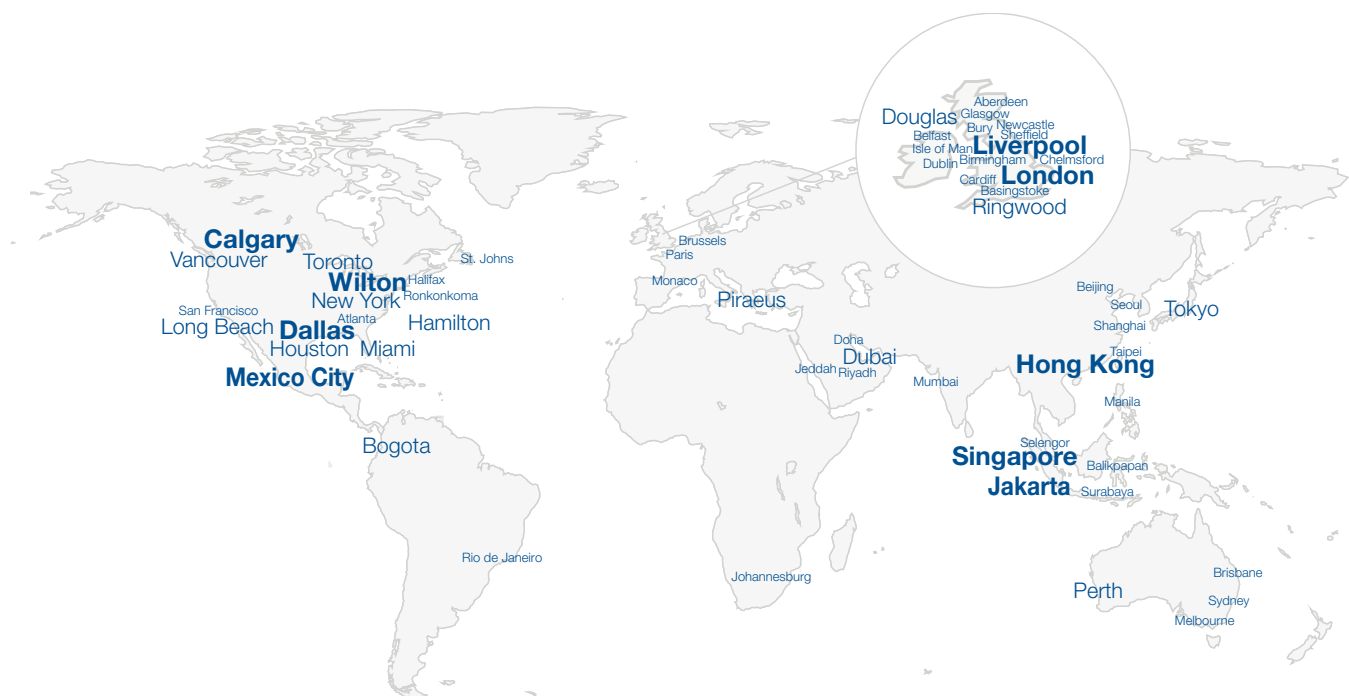 Aberdeen
Glasgow
Douglas
Newcastle
Bury
Belfast
Sheffield
Liverpool
Isle of Man
Birmingham
Chelmsford
Dublin
London
Cardiff
Basingstoke
Ringwood
Calgary
Vancouver
Toronto
St. Johns
Wilton
Halifax
New York
Ronkonkoma
San Francisco
Atlanta
Long Beach
Dallas
Hamilton
Houston
Miami
Mexico City
Bogota
Rio de Janeiro
Brussels
Paris
Monaco
Piraeus
Doha
Dubai
Jeddah
Riyadh
Mumbai
Johannesburg
Beijing
Seoul
Tokyo
Shanghai
Taipei
Hong Kong
Manila
Selengor
Singapore
Balikpapan
Jakarta
Surabaya
Brisbane
Perth
Sydney
Melbourne